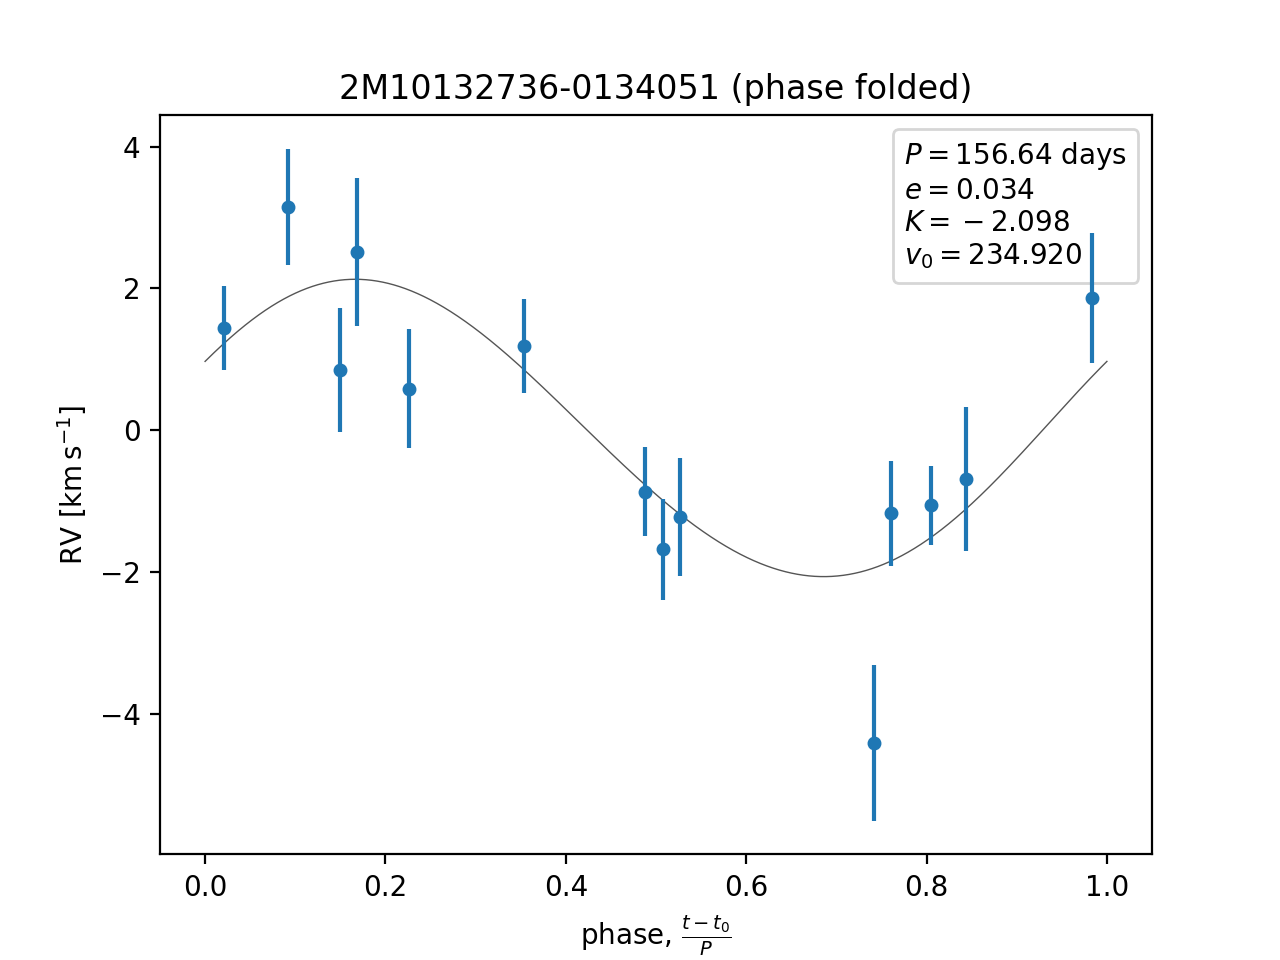 2M10132736-0134051 (phase folded)
P = 156.64 days
e = 0.034
K = −2.098
v₀ = 234.920
RV [km s⁻¹]
4
2
0
−2
−4
0.0 0.2 0.4 0.6 0.8 1.0
phase, (t − t₀)/P